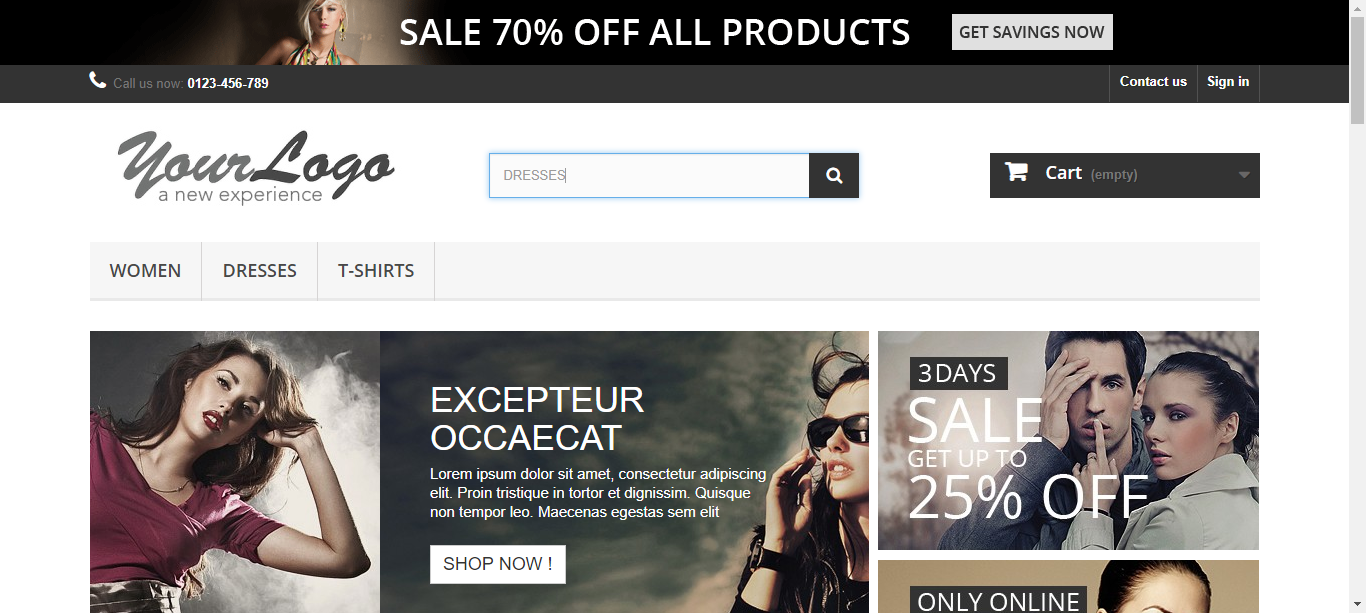 SALE 70% OFF ALL PRODUCTS GET SAVINGS NOW
Call us now: 0123-456-789 Contact us Sign in
YourLogo
a new experience
DRESSES
Cart (empty)
WOMEN DRESSES T-SHIRTS
EXCEPTEUR
OCCAECAT
Lorem ipsum dolor sit amet, consectetur adipiscing
elit. Proin tristique in tortor et dignissim. Quisque
non tempor leo. Maecenas egestas sem elit
SHOP NOW !
3 DAYS
SALE
GET UP TO
25% OFF
ONLY ONLINE